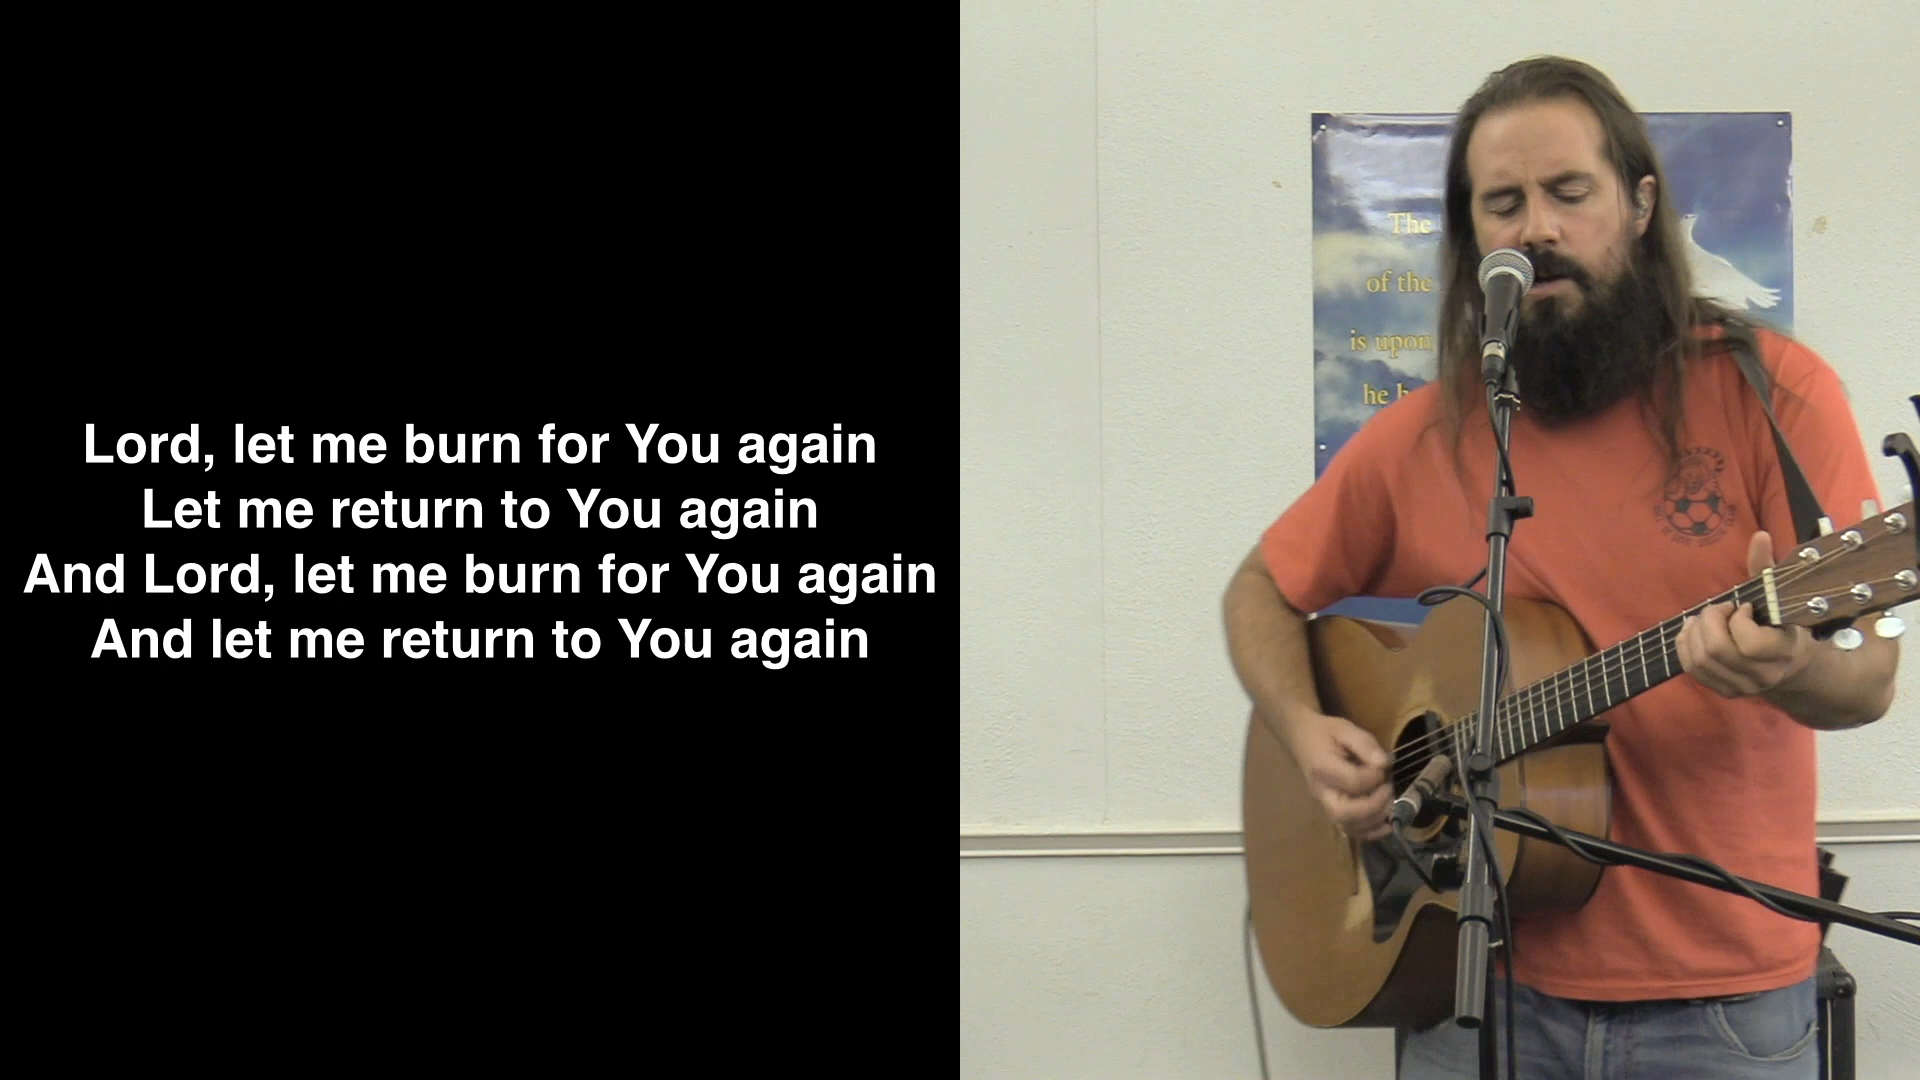 Lord, let me burn for You again
Let me return to You again
And Lord, let me burn for You again
And let me return to You again
The
of the
is upon
he